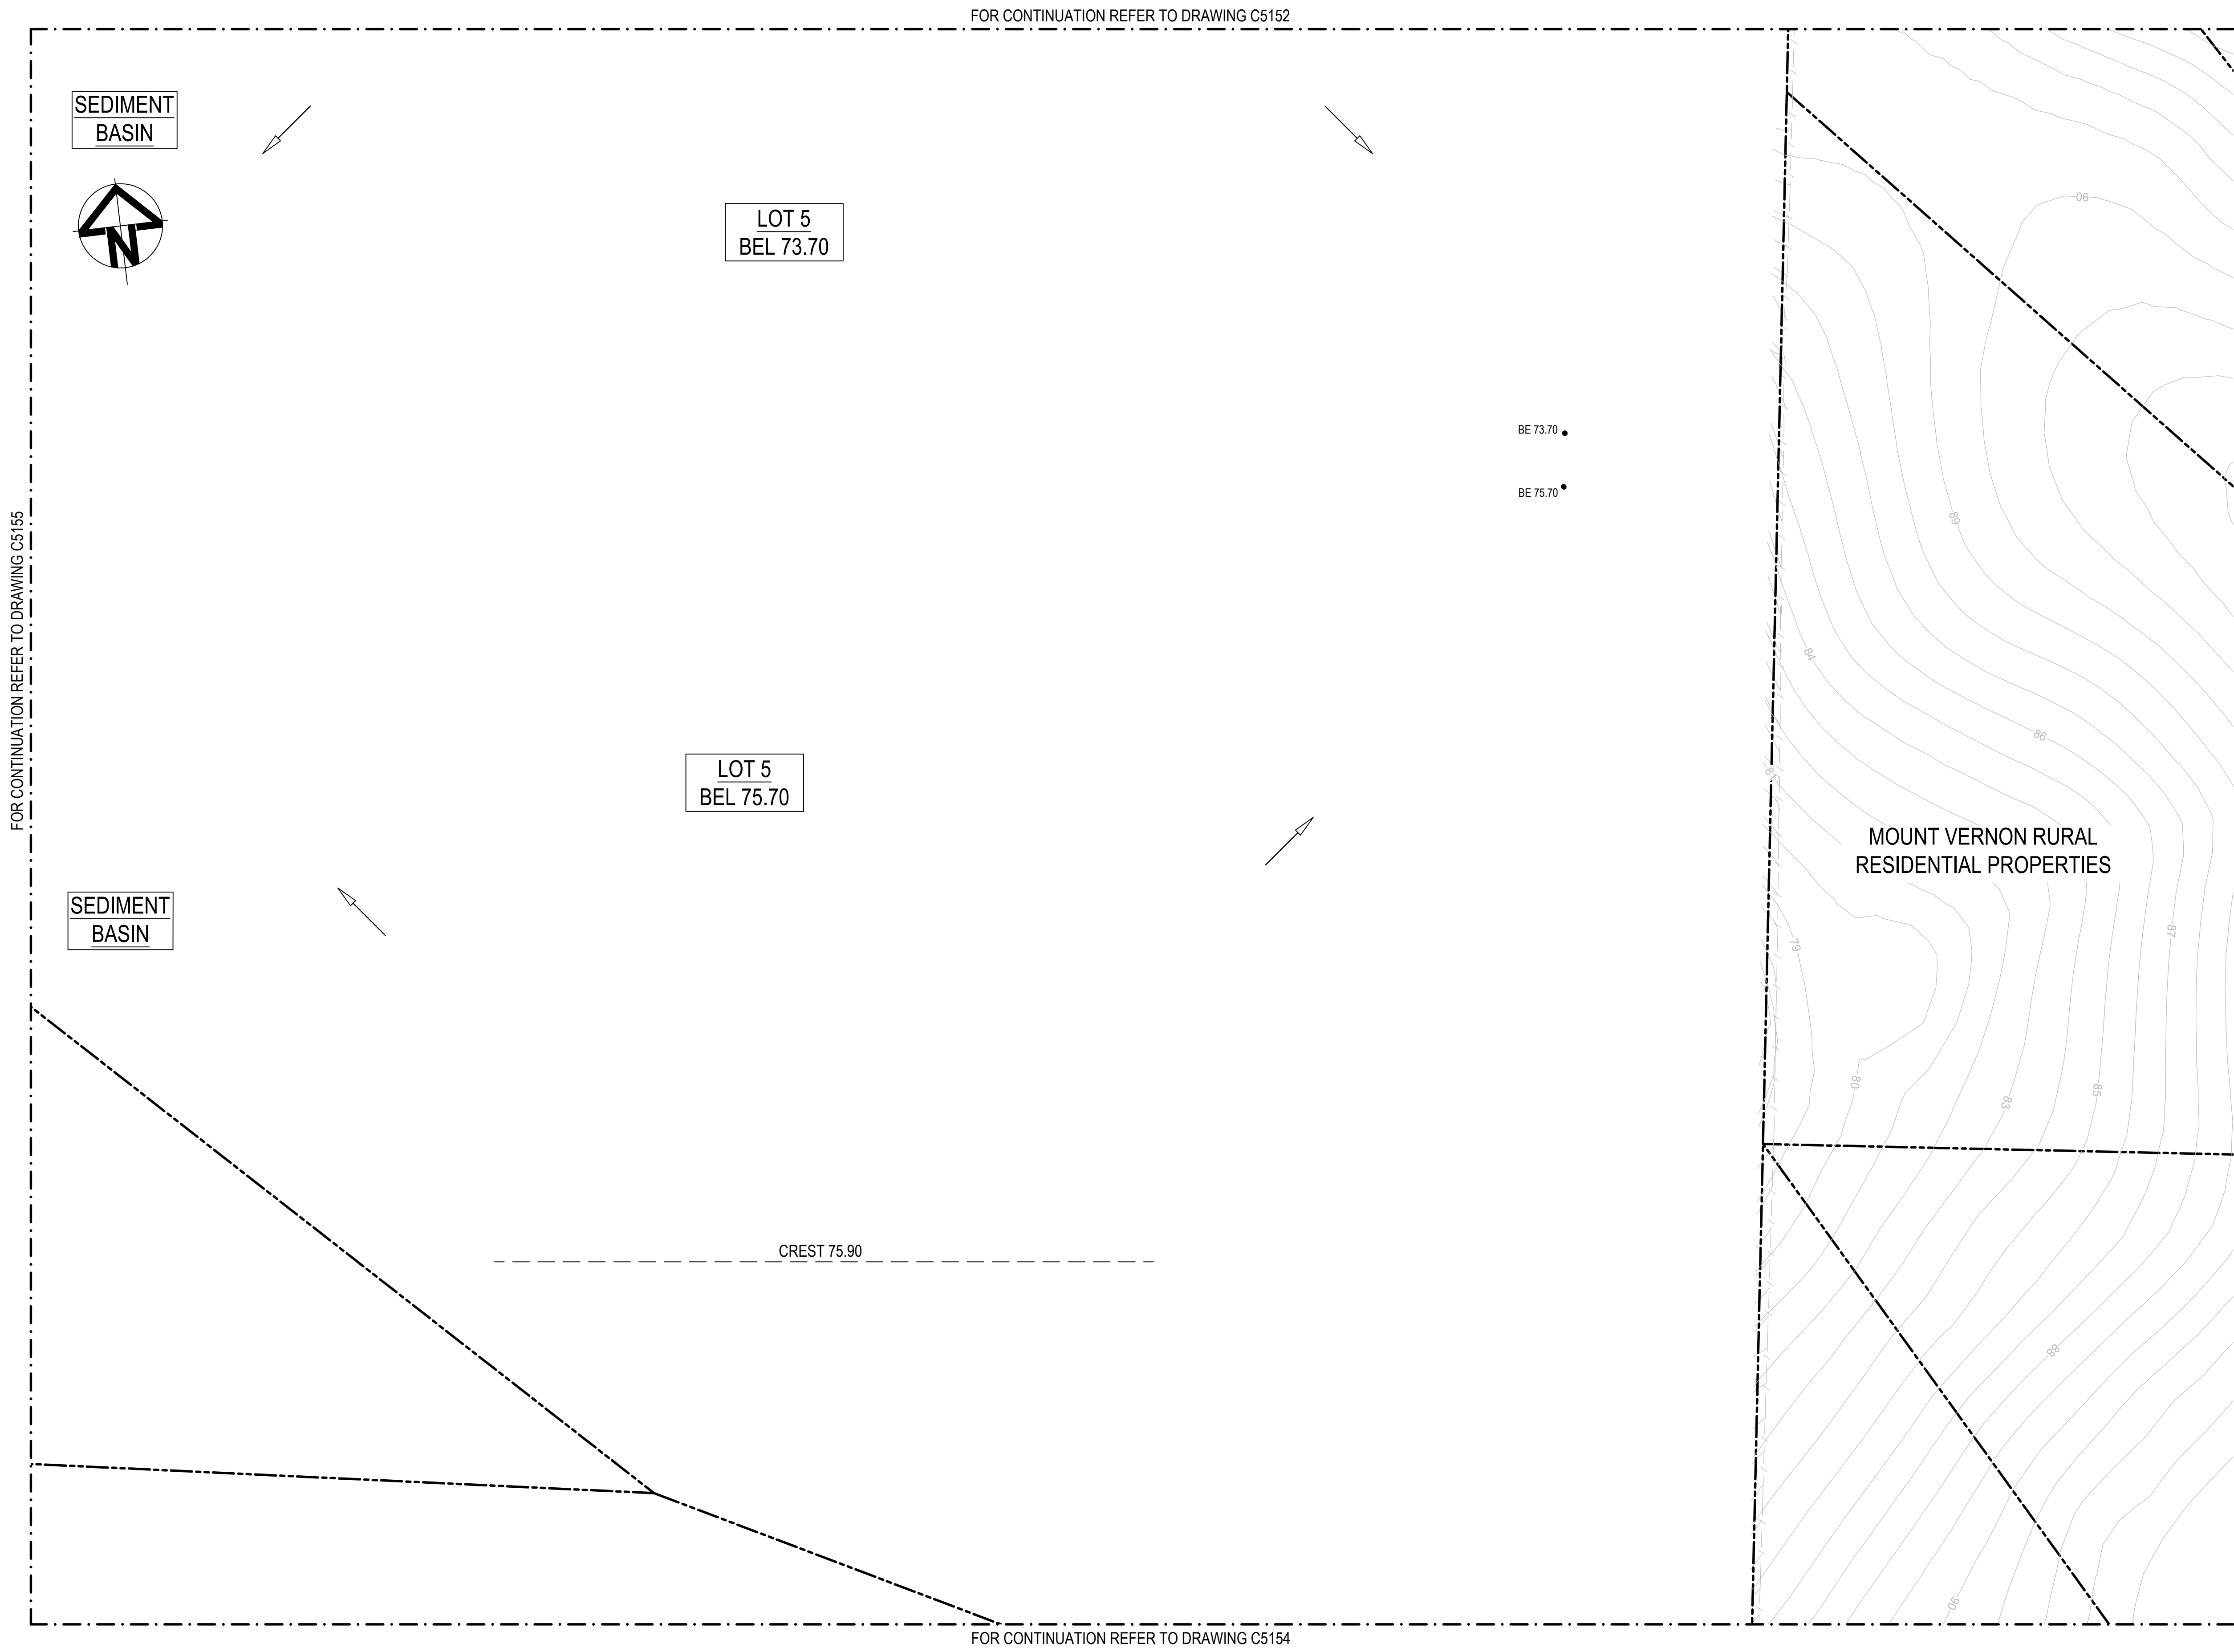 FOR CONTINUATION REFER TO DRAWING C5152
SEDIMENT
BASIN
N
LOT 5
BEL 73.70
90
BE 73.70
BE 75.70
89
FOR CONTINUATION REFER TO DRAWING C5155
84
86
LOT 5
BEL 75.70
81
MOUNT VERNON RURAL
RESIDENTIAL PROPERTIES
SEDIMENT
BASIN
79
87
80
83
85
CREST 75.90
88
90
FOR CONTINUATION REFER TO DRAWING C5154